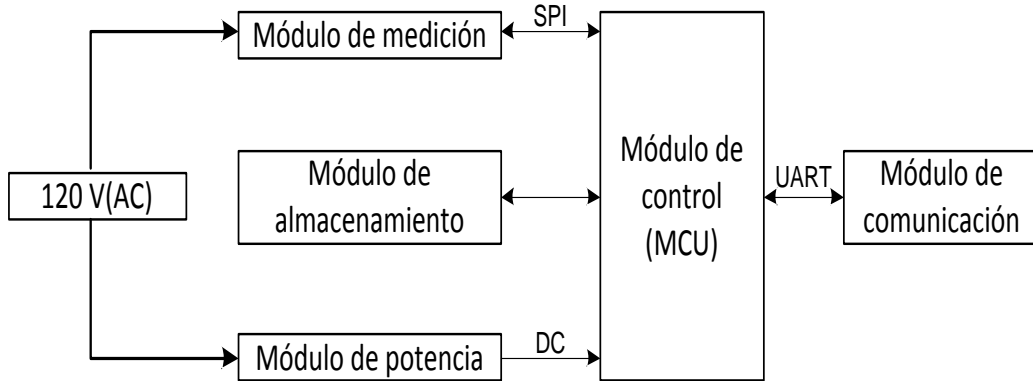 Módulo de medición
SPI
120 V(AC)
Módulo de
almacenamiento
Módulo de
control
(MCU)
UART
Módulo de
comunicación
Módulo de potencia
DC